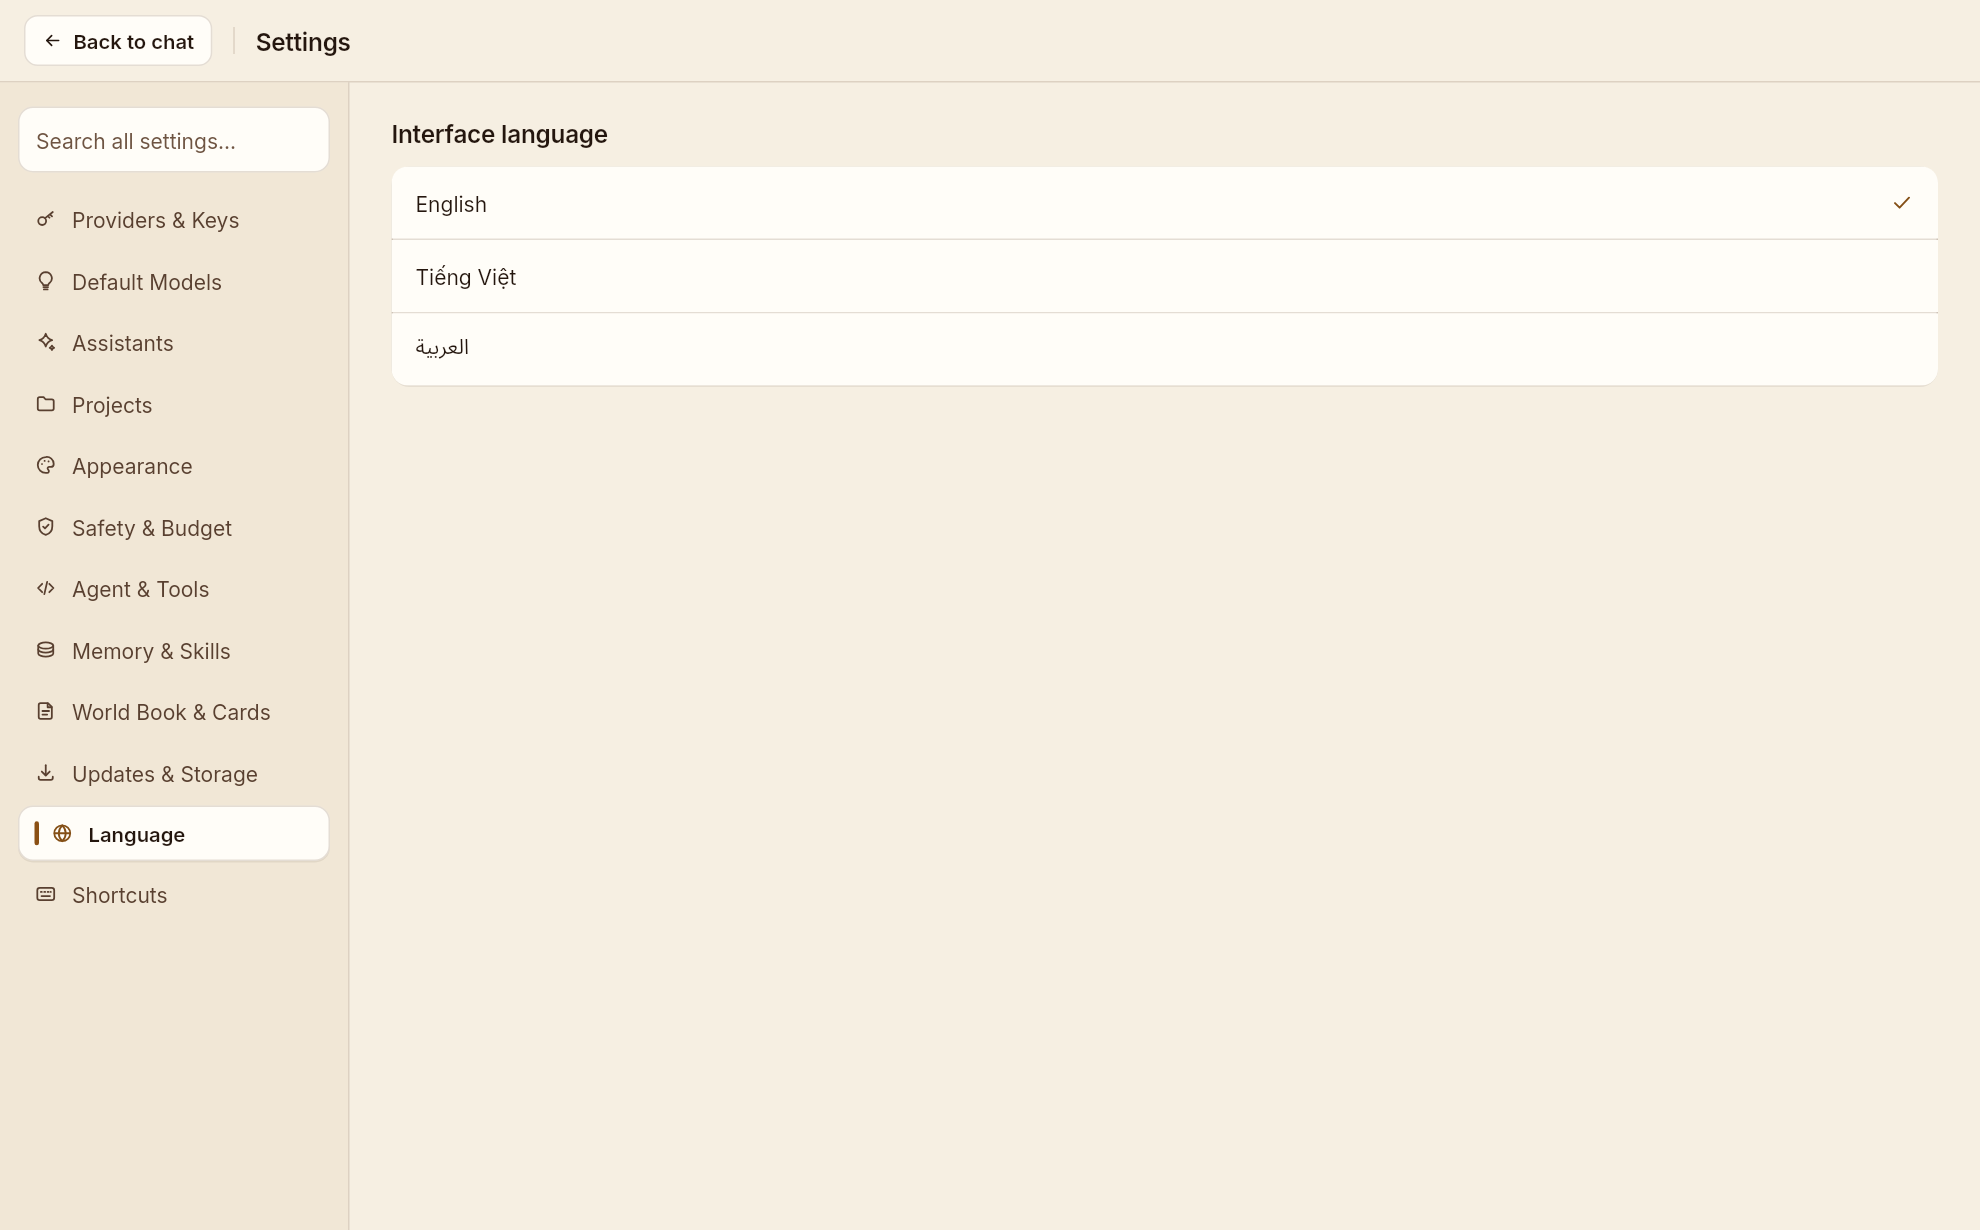 Back to chat
Settings
Search all settings...
Providers & Keys
Default Models
Assistants
Projects
Appearance
Safety & Budget
Agent & Tools
Memory & Skills
World Book & Cards
Updates & Storage
Language
Shortcuts
Interface language
English
Tiếng Việt
العربية